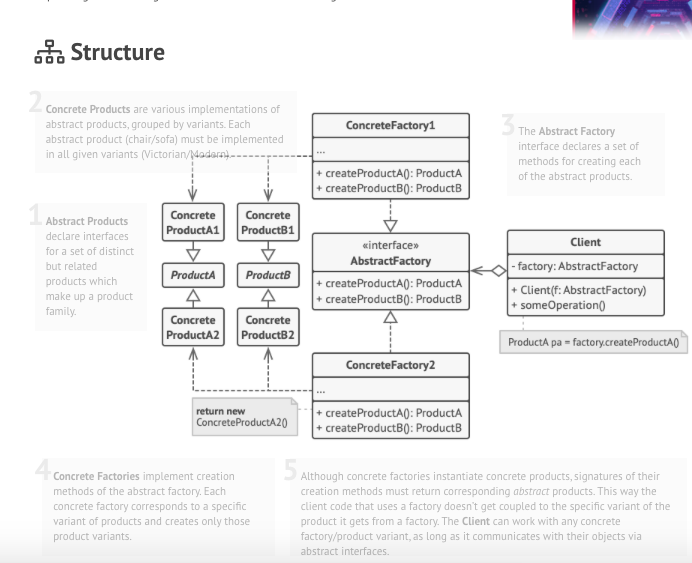 Structure
2
Concrete Products are various implementations of
abstract products, grouped by variants. Each
abstract product (chair/sofa) must be implemented
in all given variants (Victorian/Modern).
ConcreteFactory1
...
+ createProductA(): ProductA
+ createProductB(): ProductB
3
The Abstract Factory
interface declares a set of
methods for creating each
of the abstract products.
1
Abstract Products
declare interfaces
for a set of distinct
but related
products which
make up a product
family.
Concrete
ProductA1
Concrete
ProductB1
ProductA
ProductB
Concrete
ProductA2
Concrete
ProductB2
«interface»
AbstractFactory
+ createProductA(): ProductA
+ createProductB(): ProductB
Client
- factory: AbstractFactory
+ Client(f: AbstractFactory)
+ someOperation()
ProductA pa = factory.createProductA()
ConcreteFactory2
...
+ createProductA(): ProductA
+ createProductB(): ProductB
return new
ConcreteProductA2()
4
Concrete Factories implement creation
methods of the abstract factory. Each
concrete factory corresponds to a specific
variant of products and creates only those
product variants.
5
Although concrete factories instantiate concrete products, signatures of their
creation methods must return corresponding abstract products. This way the
client code that uses a factory doesn't get coupled to the specific variant of the
product it gets from a factory. The Client can work with any concrete
factory/product variant, as long as it communicates with their objects via
abstract interfaces.